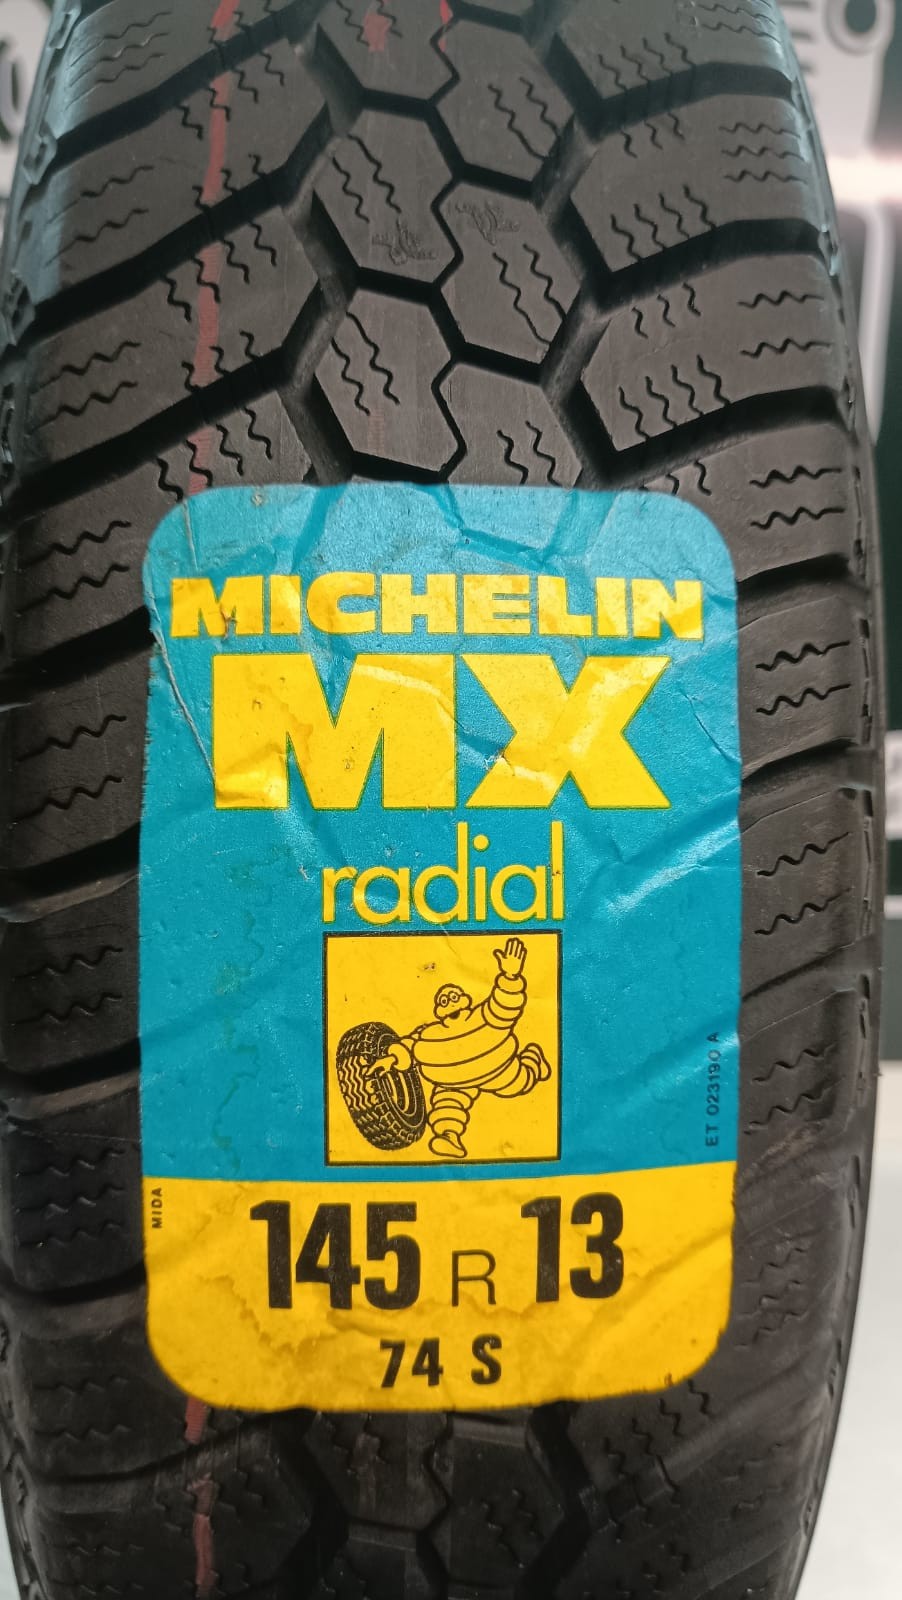 MICHELIN
MX
radial
ET 023190 A
MIDA
145 R 13
74 S